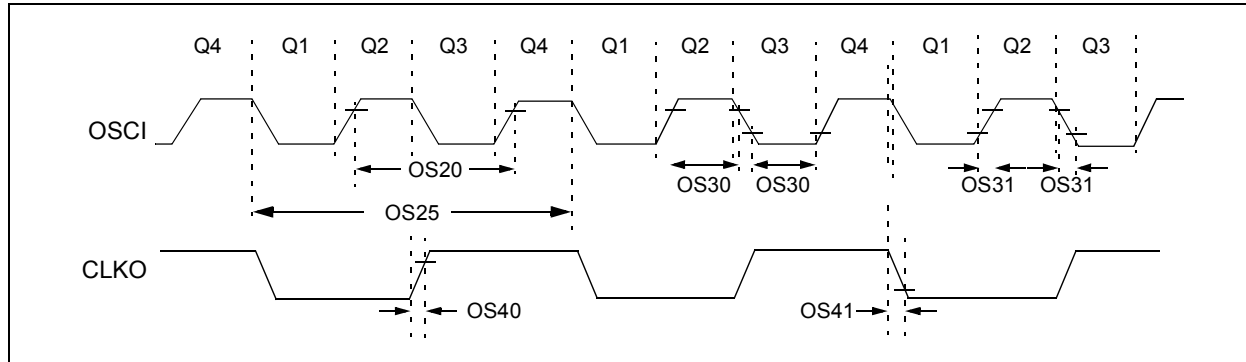 Q4 Q1 Q2 Q3 Q4 Q1 Q2 Q3 Q4 Q1 Q2 Q3
OSCI
OS20
OS30 OS30
OS31 OS31
OS25
CLKO
OS40
OS41